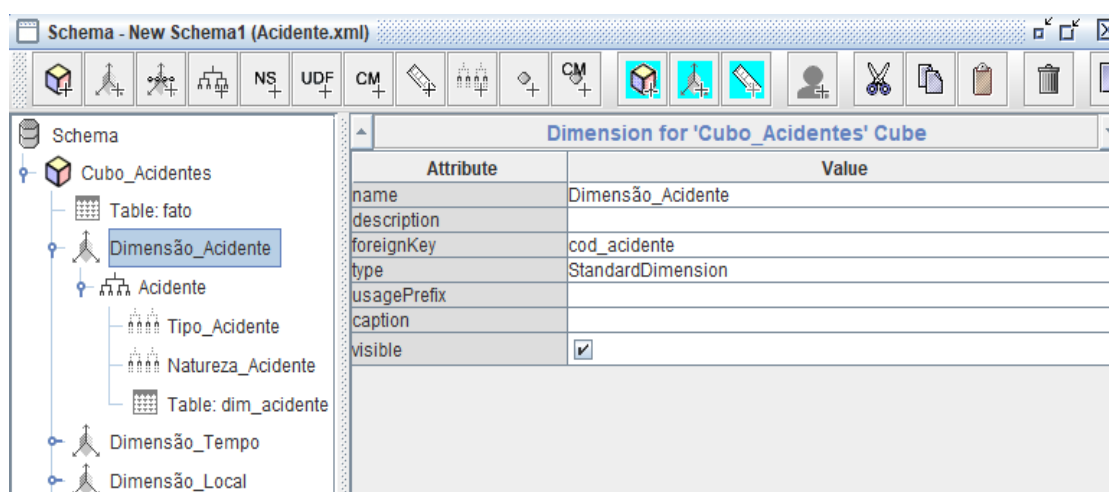 Schema - New Schema1 (Acidente.xml)
NS UDF CM CM
Schema
Cubo_Acidentes
Table: fato
Dimensão_Acidente
Acidente
Tipo_Acidente
Natureza_Acidente
Table: dim_acidente
Dimensão_Tempo
Dimensão_Local
Dimension for 'Cubo_Acidentes' Cube
Attribute Value
name Dimensão_Acidente
description
foreignKey cod_acidente
type StandardDimension
usagePrefix
caption
visible